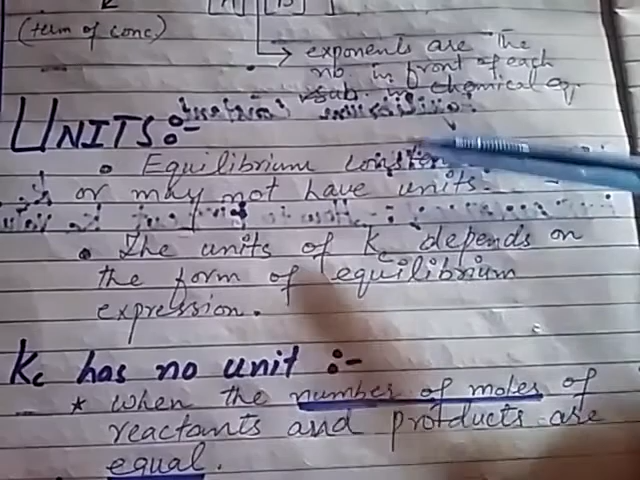 (term of conc)
exponents are the
nb in front of each
sub. in chemical eq.
UNITS:-
• Equilibrium
or may not have units.
• The units of Kc depends on
the form of equilibrium
expression.
Kc has no unit :-
* when the number of moles of
reactants and products are
equal.